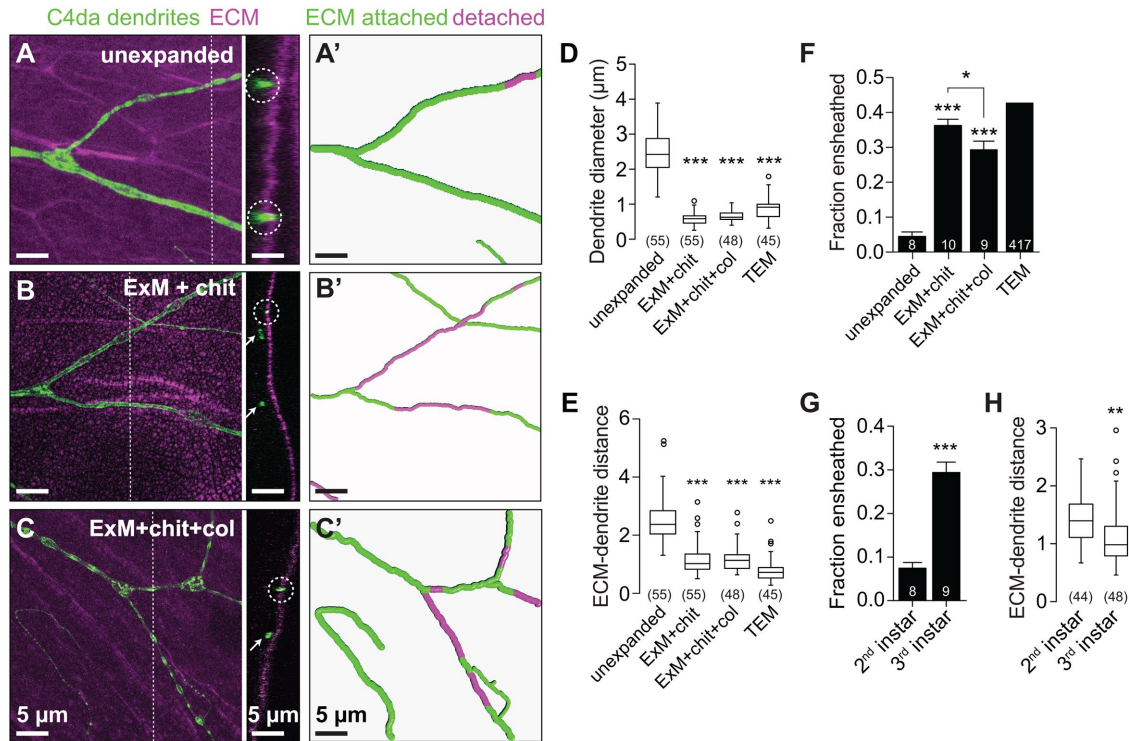 C4da dendrites ECM
ECM attached detached
A
unexpanded
A'
B
ExM + chit
B'
C
ExM+chit+col
C'
5 µm
5 µm
5 µm
D
Dendrite diameter (µm)
5
4
3
2
1
0
***
***
***
(55)
(55)
(48)
(45)
unexpanded
ExM+chit
ExM+chit+col
TEM
E
ECM-dendrite distance
6
4
2
0
***
***
***
(55)
(55)
(48)
(45)
unexpanded
ExM+chit
ExM+chit+col
TEM
F
Fraction ensheathed
0.5
0.4
0.3
0.2
0.1
0.0
*
***
***
8
10
9
417
unexpanded
ExM+chit
ExM+chit+col
TEM
G
Fraction ensheathed
0.4
0.3
0.2
0.1
0.0
***
8
9
2nd instar
3rd instar
H
ECM-dendrite distance
3
2
1
0
**
(44)
(48)
2nd instar
3rd instar